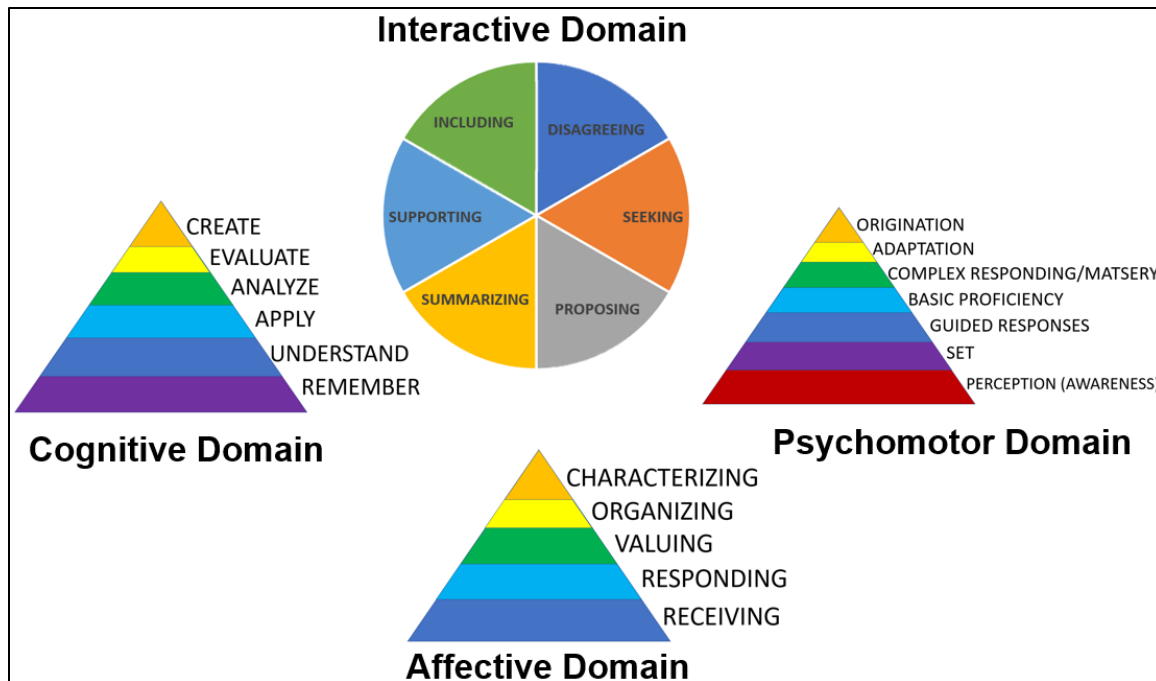 Interactive Domain
INCLUDING
DISAGREEING
SUPPORTING
SEEKING
SUMMARIZING
PROPOSING
CREATE
EVALUATE
ANALYZE
APPLY
UNDERSTAND
REMEMBER
Cognitive Domain
ORIGINATION
ADAPTATION
COMPLEX RESPONDING/MATSERY
BASIC PROFICIENCY
GUIDED RESPONSES
SET
PERCEPTION (AWARENESS)
Psychomotor Domain
CHARACTERIZING
ORGANIZING
VALUING
RESPONDING
RECEIVING
Affective Domain